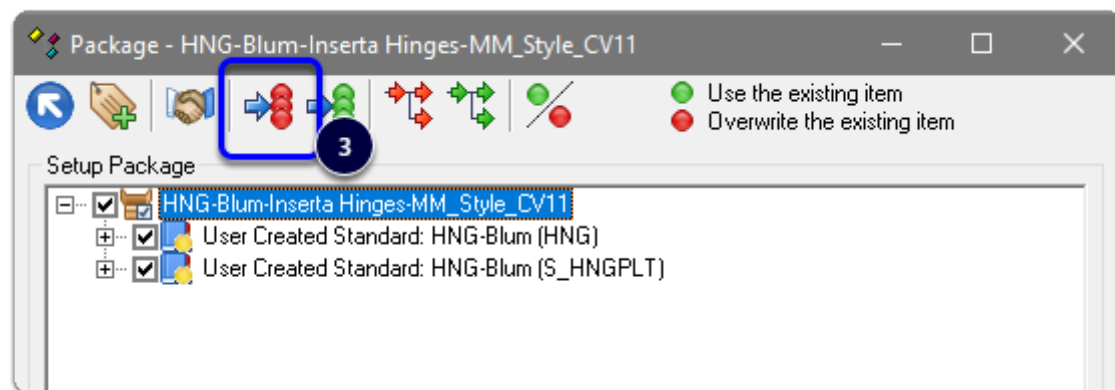 Package - HNG-Blum-Inserta Hinges-MM_Style_CV11
Use the existing item
Overwrite the existing item
3
Setup Package
HNG-Blum-Inserta Hinges-MM_Style_CV11
User Created Standard: HNG-Blum (HNG)
User Created Standard: HNG-Blum (S_HNGPLT)